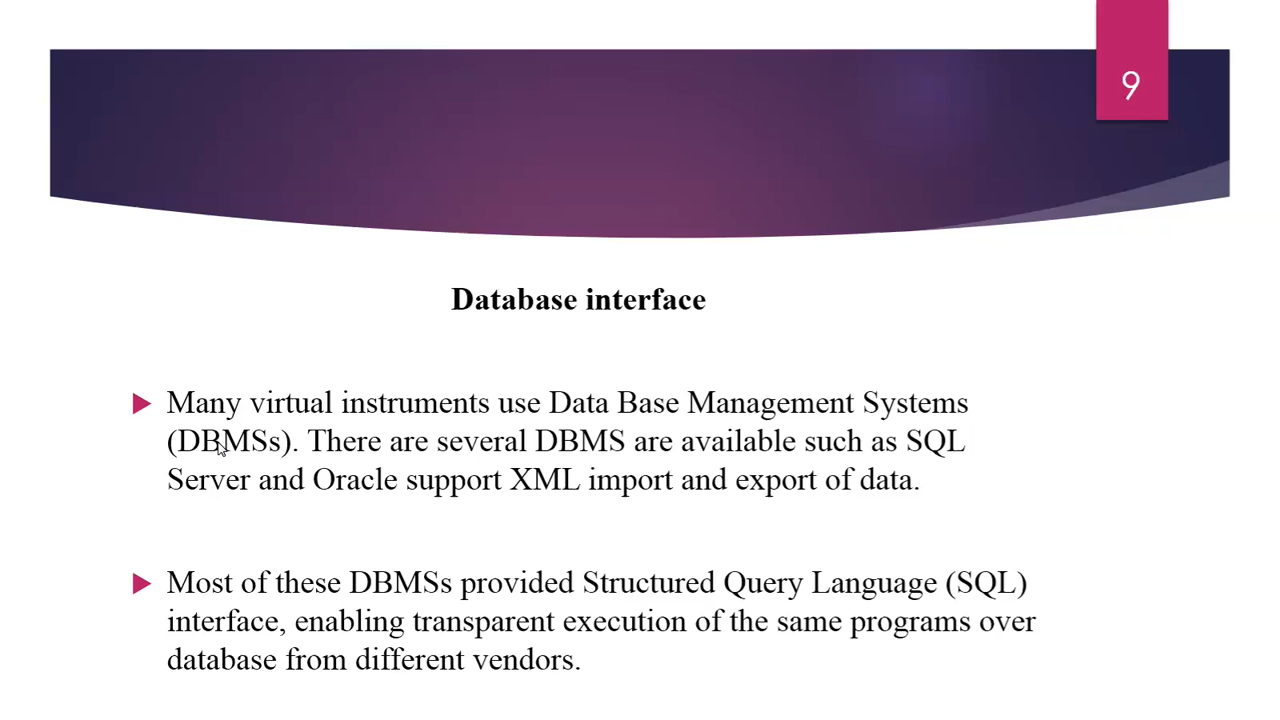 9
Database interface
Many virtual instruments use Data Base Management Systems
(DBMSs). There are several DBMS are available such as SQL
Server and Oracle support XML import and export of data.
Most of these DBMSs provided Structured Query Language (SQL)
interface, enabling transparent execution of the same programs over
database from different vendors.